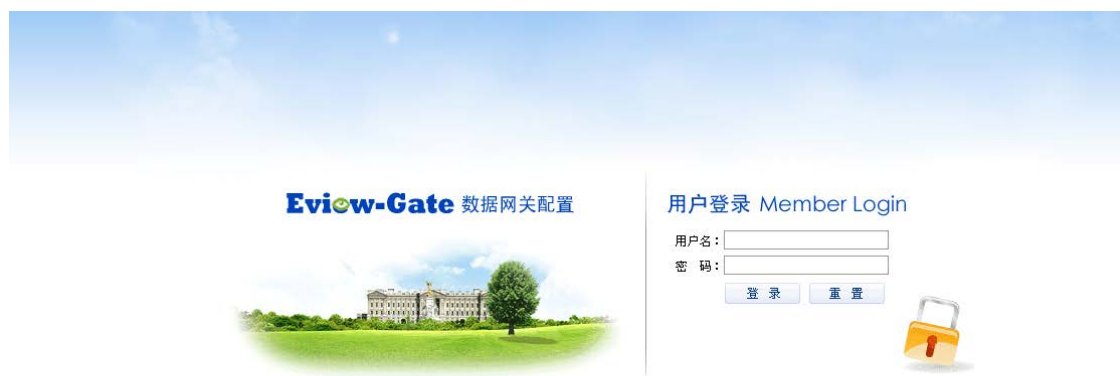 Eview-Gate 数据网关配置
用户登录 Member Login
用户名：
密 码：
登 录 重 置